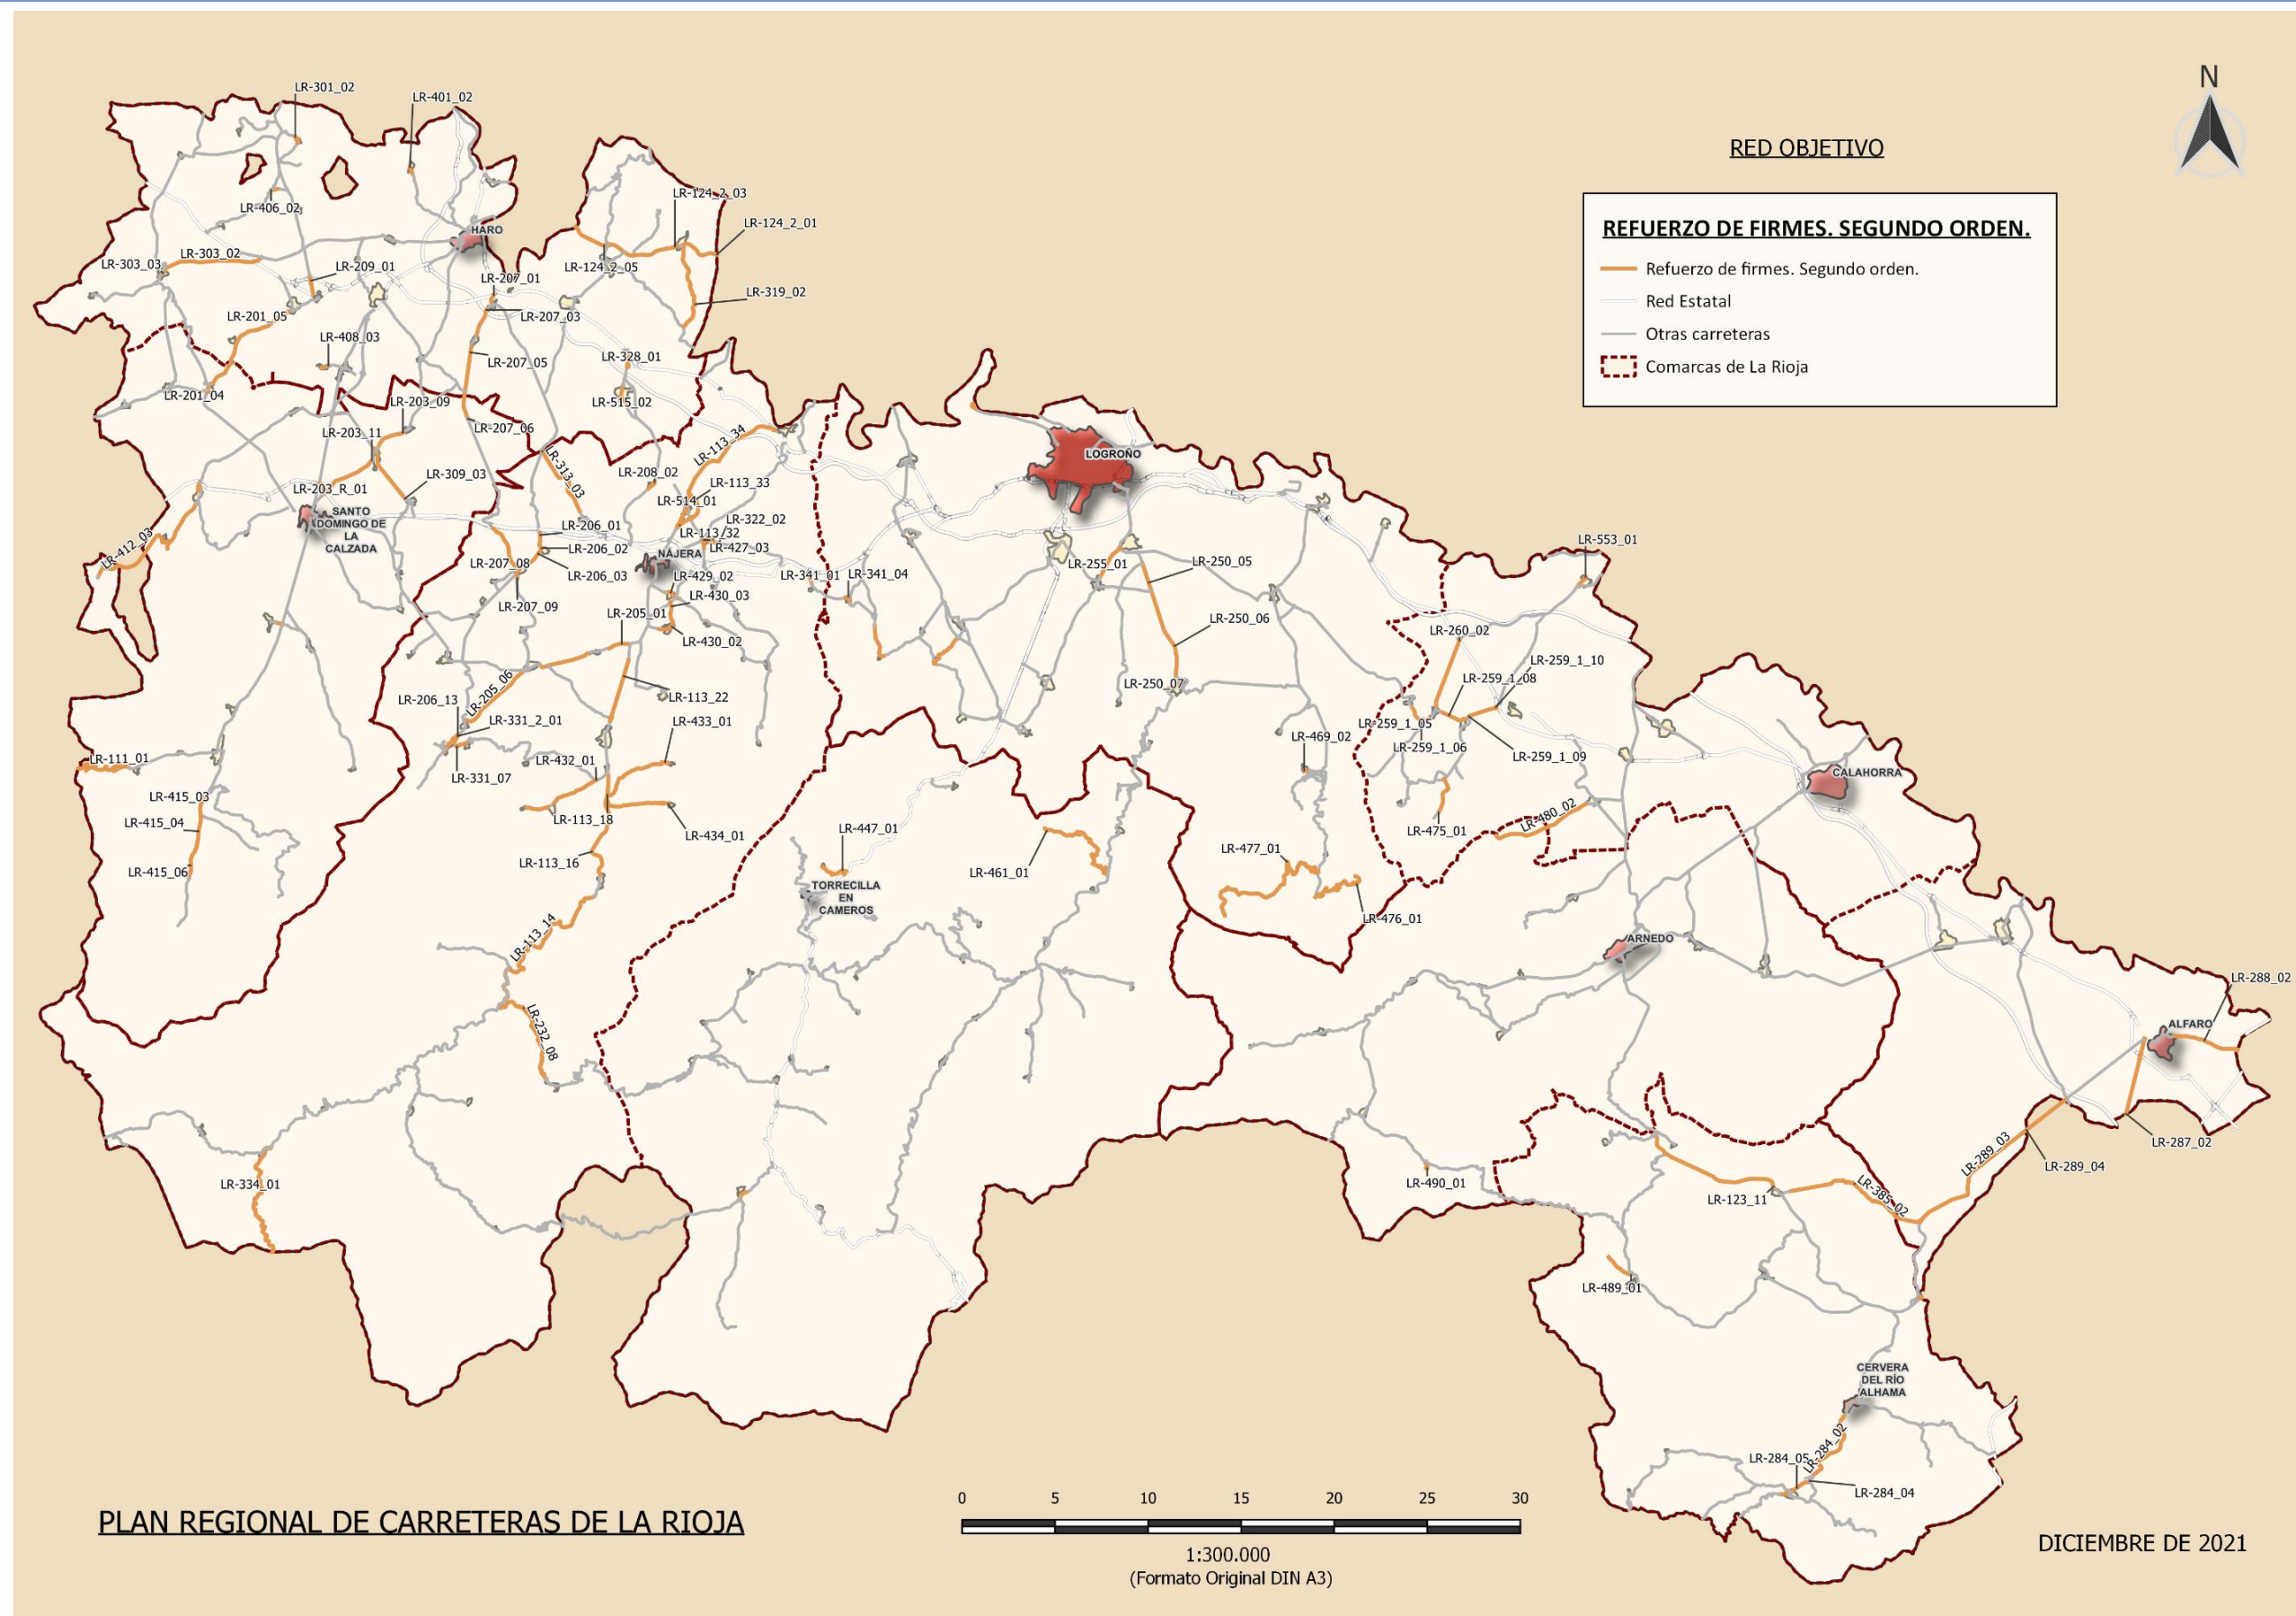 N
RED OBJETIVO
REFUERZO DE FIRMES. SEGUNDO ORDEN.
Refuerzo de firmes. Segundo orden.
Red Estatal
Otras carreteras
Comarcas de La Rioja
LR-301_02
LR-401_02
LR-124_2_03
LR-406_02
LR-124_2_01
HARO
LR-303_02
LR-303_03
LR-209_01
LR-124_2_05
LR-207_01
LR-319_02
LR-201_05
LR-207_03
LR-408_03
LR-328_01
LR-207_05
LR-201_04
LR-515_02
LR-203_09
LR-207_06
LR-203_11
LR-113_34
LR-313_03
LR-208_02
LR-309_03
LR-113_33
LR-203_R_01
LR-514_01
SANTO
DOMINGO DE
LA
CALZADA
LR-206_01
LR-322_02
LR-113_32
LR-412_03
LR-206_02
LR-427_03
NÁJERA
LR-207_08
LR-206_03
LR-429_02
LR-341_01
LR-341_04
LR-430_03
LR-207_09
LR-205_01
LR-430_02
LOGROÑO
LR-255_01
LR-250_05
LR-250_06
LR-250_07
LR-553_01
LR-260_02
LR-259_1_10
LR-259_1_08
LR-259_1_05
LR-259_1_06
LR-259_1_09
LR-205_06
LR-206_13
LR-113_22
LR-331_2_01
LR-433_01
LR-469_02
LR-111_01
LR-432_01
LR-331_07
CALAHORRA
LR-415_03
LR-415_04
LR-113_18
LR-434_01
LR-447_01
LR-475_01
LR-480_02
LR-477_01
LR-415_06
LR-113_16
LR-461_01
TORRECILLA
EN
CAMEROS
LR-476_01
LR-113_14
ARNEDO
LR-288_02
ALFARO
LR-232_08
LR-287_02
LR-289_03
LR-289_04
LR-334_01
LR-490_01
LR-123_11
LR-385_02
LR-489_01
CERVERA
DEL RÍO
ALHAMA
LR-284_02
LR-284_05
LR-284_04
0 5 10 15 20 25 30
1:300.000
(Formato Original DIN A3)
PLAN REGIONAL DE CARRETERAS DE LA RIOJA
DICIEMBRE DE 2021